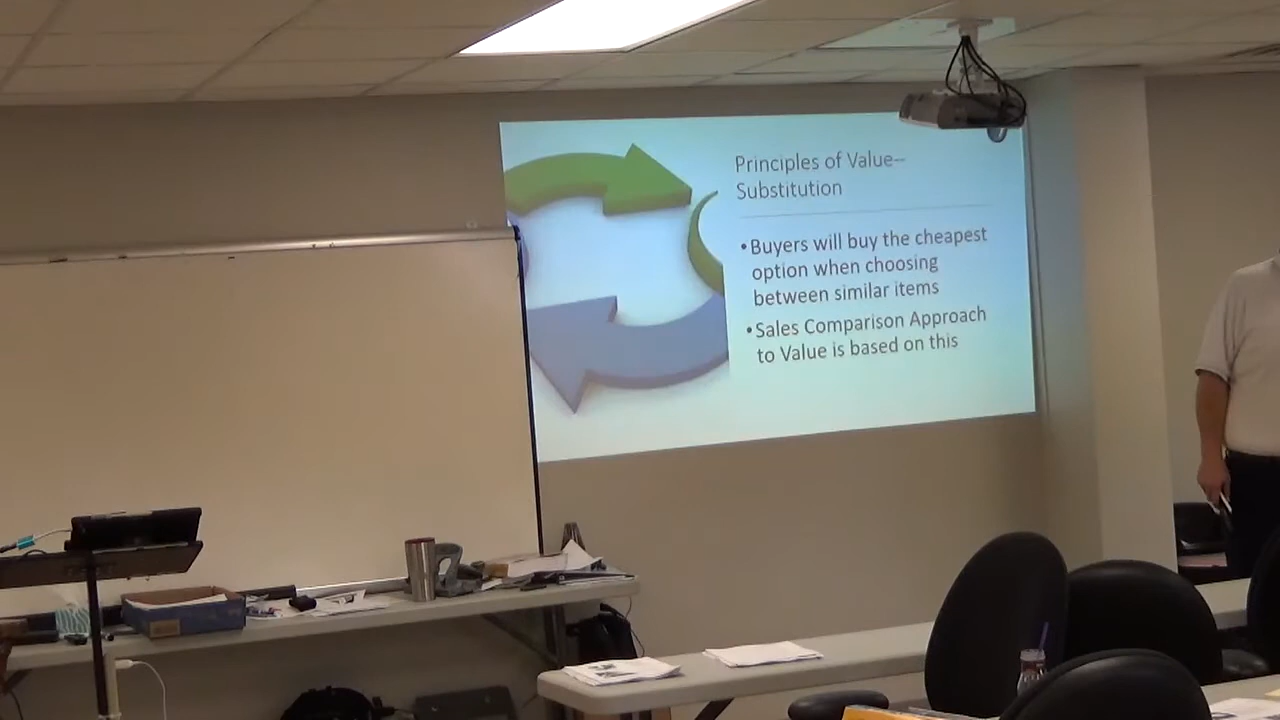 Principles of Value–
Substitution
•Buyers will buy the cheapest
option when choosing
between similar items
•Sales Comparison Approach
to Value is based on this